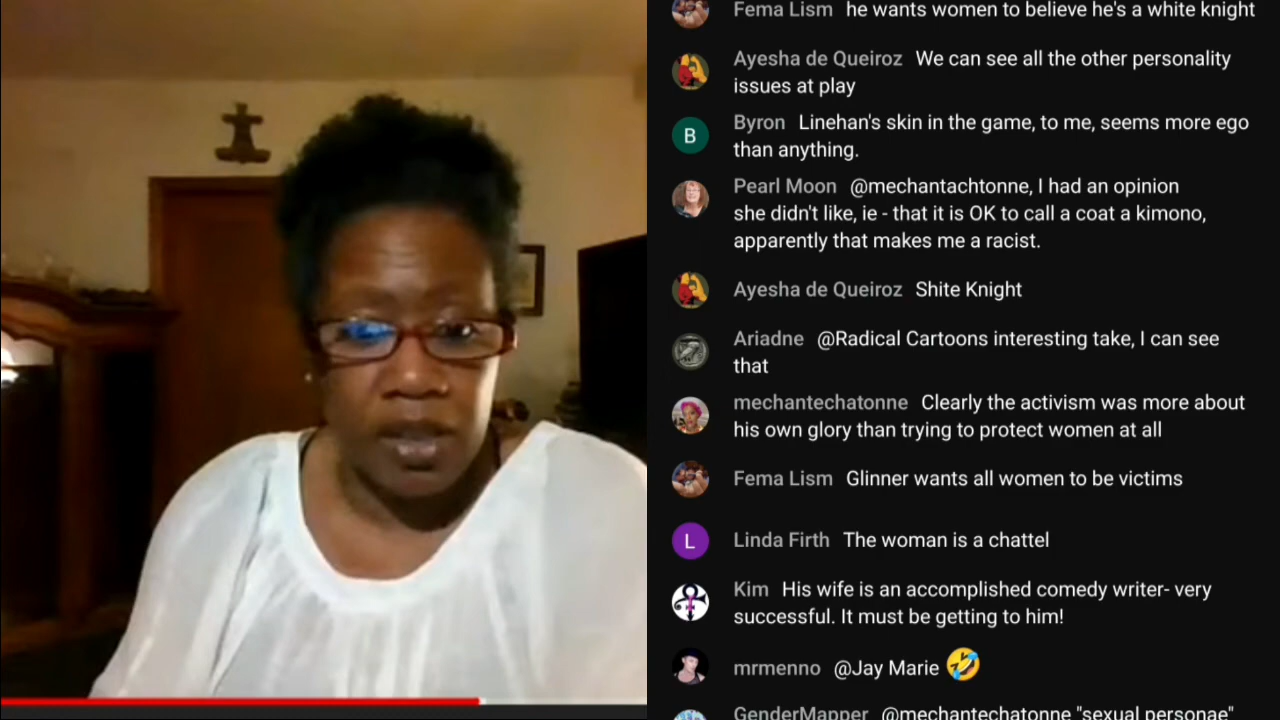 Fema Lism he wants women to believe he's a white knight
Ayesha de Queiroz We can see all the other personality
issues at play
B
Byron Linehan's skin in the game, to me, seems more ego
than anything.
Pearl Moon @mechantachtonne, I had an opinion
she didn't like, ie - that it is OK to call a coat a kimono,
apparently that makes me a racist.
Ayesha de Queiroz Shite Knight
Ariadne @Radical Cartoons interesting take, I can see
that
mechantechatonne Clearly the activism was more about
his own glory than trying to protect women at all
Fema Lism Glinner wants all women to be victims
L
Linda Firth The woman is a chattel
Kim His wife is an accomplished comedy writer- very
successful. It must be getting to him!
mrmenno @Jay Marie 🤣
GenderMapper @mechantechatonne "sexual personae"